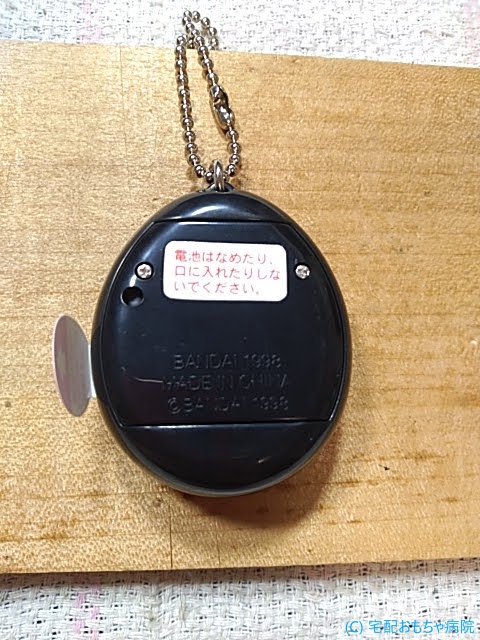 電池はなめたり、
口に入れたりしな
いでください。
BANDAI 1998
MADE IN CHINA
©BANDAI 1998
(C) 宅配おもちゃ病院